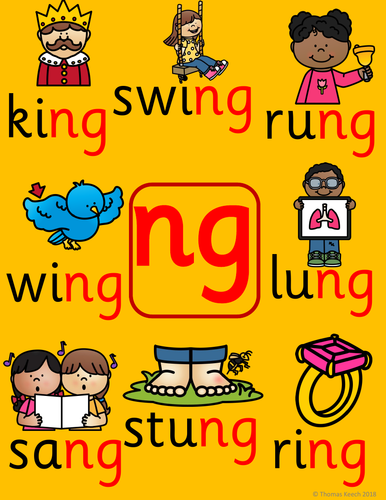 king
swing
rung
wing
ng
lung
sang
stung
ring
© Thomas Keech 2018